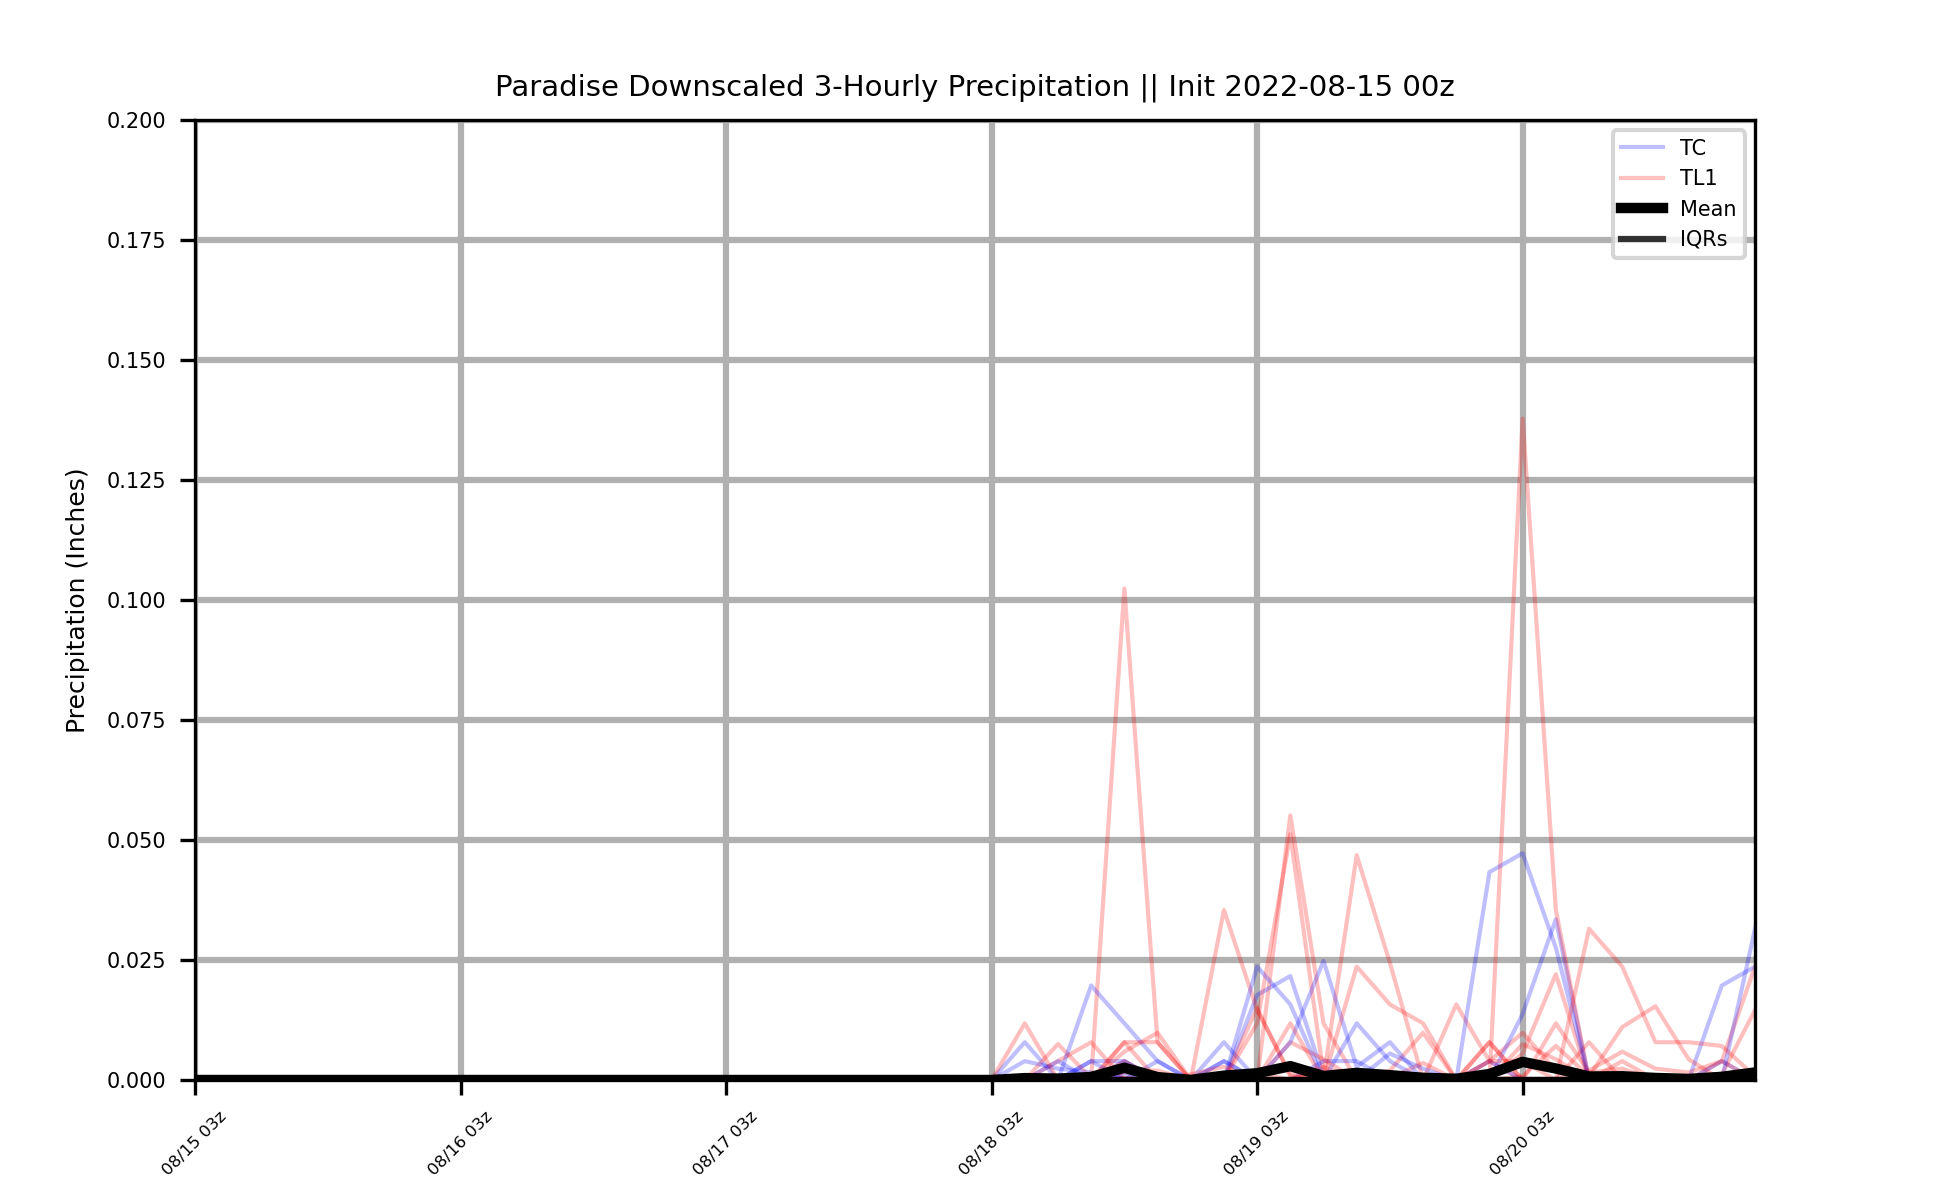 Paradise Downscaled 3-Hourly Precipitation || Init 2022-08-15 00z
TC
TL1
Mean
IQRs
Precipitation (Inches)
0.200
0.175
0.150
0.125
0.100
0.075
0.050
0.025
0.000
08/15 03z
08/16 03z
08/17 03z
08/18 03z
08/19 03z
08/20 03z